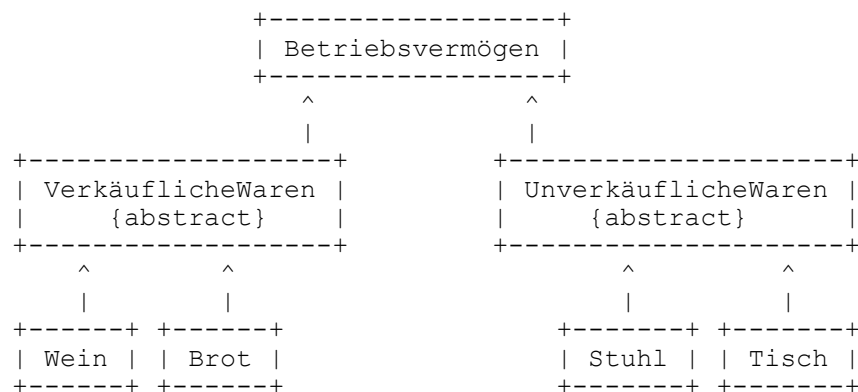 Betriebsvermögen
VerkäuflicheWaren UnverkäuflicheWaren
{abstract} {abstract}
Wein Brot Stuhl Tisch